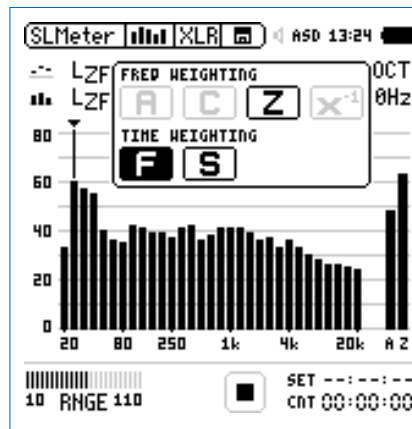 SLMeter XLR ASD 13:24
LZF FREQ WEIGHTING OCT
LZF A C Z X-1 0Hz
TIME WEIGHTING
F S
80
60
40
20
0
20 80 250 1k 4k 20k A Z
SET --:--:--
10 RNGE 110 CNT 00:00:00